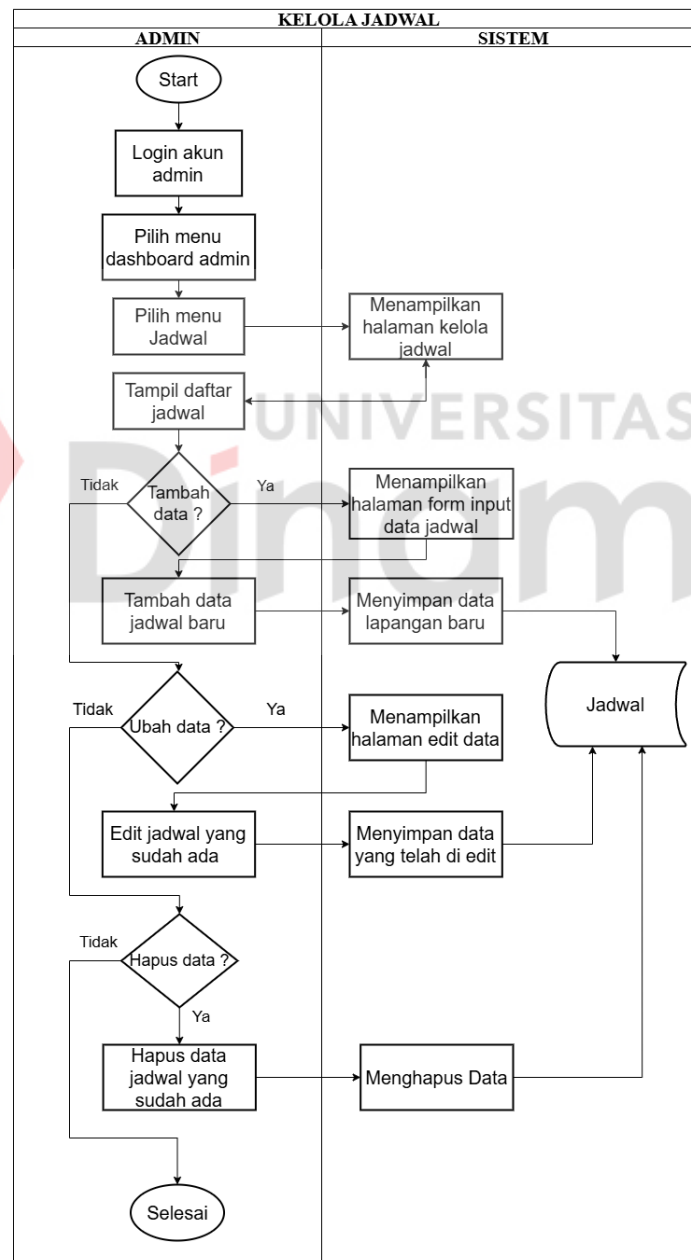 KELOLA JADWAL
ADMIN
SISTEM
Start
Login akun
admin
Pilih menu
dashboard admin
Pilih menu
Jadwal
Menampilkan
halaman kelola
jadwal
Tampil daftar
jadwal
UNIVERSITAS
Dinam
Tidak
Tambah
data ?
Ya
Menampilkan
halaman form input
data jadwal
Tambah data
jadwal baru
Menyimpan data
lapangan baru
Jadwal
Tidak
Ubah data ?
Ya
Menampilkan
halaman edit data
Edit jadwal yang
sudah ada
Menyimpan data
yang telah di edit
Tidak
Hapus data ?
Ya
Hapus data
jadwal yang
sudah ada
Menghapus Data
Selesai